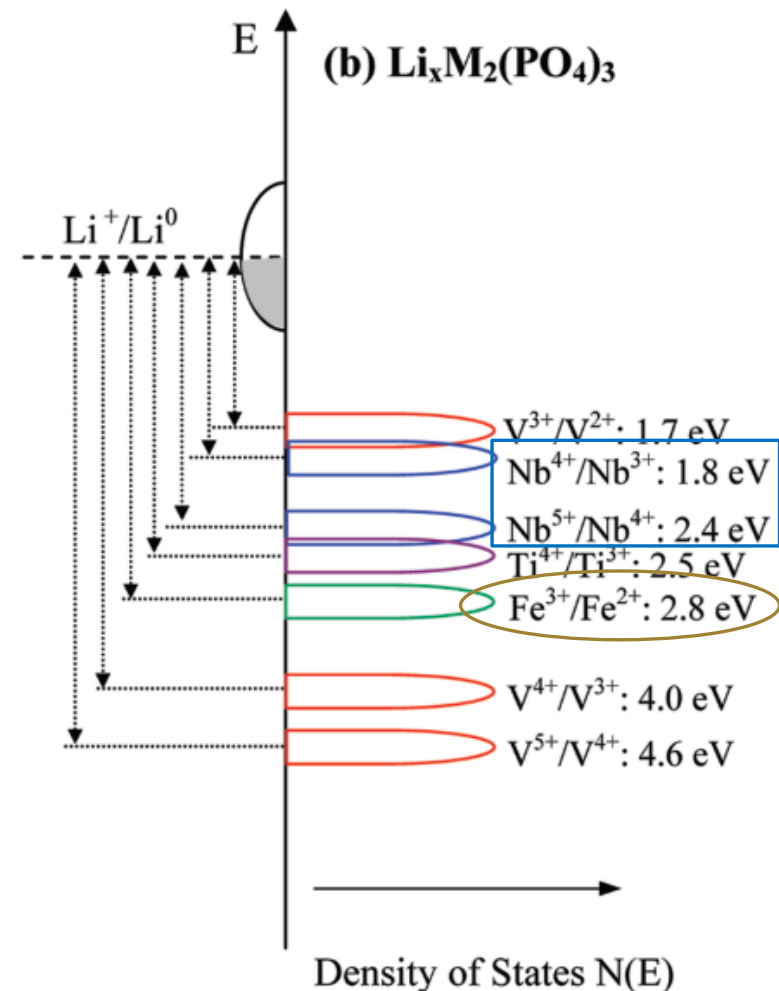 E
(b) LiₓM₂(PO₄)₃
Li⁺/Li⁰
V³⁺/V²⁺: 1.7 eV
Nb⁴⁺/Nb³⁺: 1.8 eV
Nb⁵⁺/Nb⁴⁺: 2.4 eV
Ti⁴⁺/Ti³⁺: 2.5 eV
Fe³⁺/Fe²⁺: 2.8 eV
V⁴⁺/V³⁺: 4.0 eV
V⁵⁺/V⁴⁺: 4.6 eV
Density of States N(E)